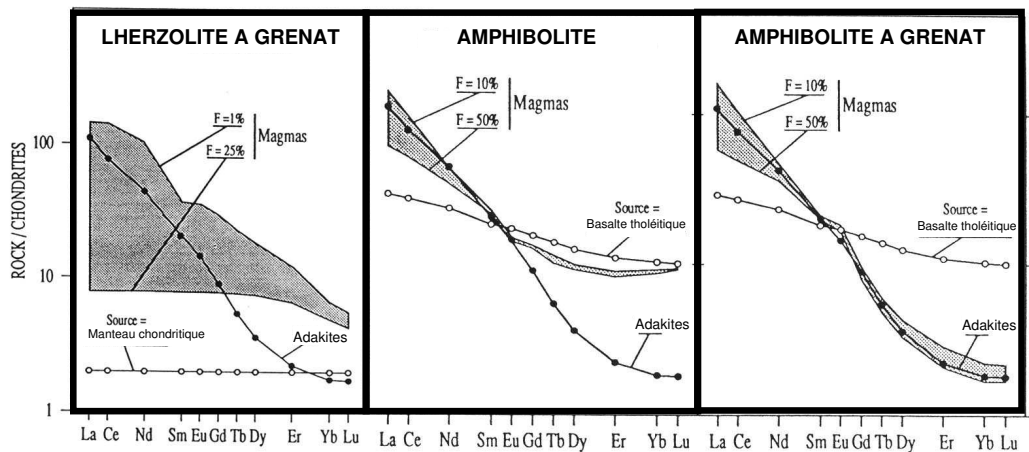 LHERZOLITE A GRENAT
F = 1%
F = 25%
Magmas
Source =
Manteau chondritique
Adakites
AMPHIBOLITE
F = 10%
F = 50%
Magmas
Source =
Basalte tholéitique
Adakites
AMPHIBOLITE A GRENAT
F = 10%
F = 50%
Magmas
Source =
Basalte tholéitique
Adakites
ROCK / CHONDRITES
100
10
1
La Ce Nd Sm Eu Gd Tb Dy Er Yb Lu
La Ce Nd Sm Eu Gd Tb Dy Er Yb Lu
La Ce Nd Sm Eu Gd Tb Dy Er Yb Lu